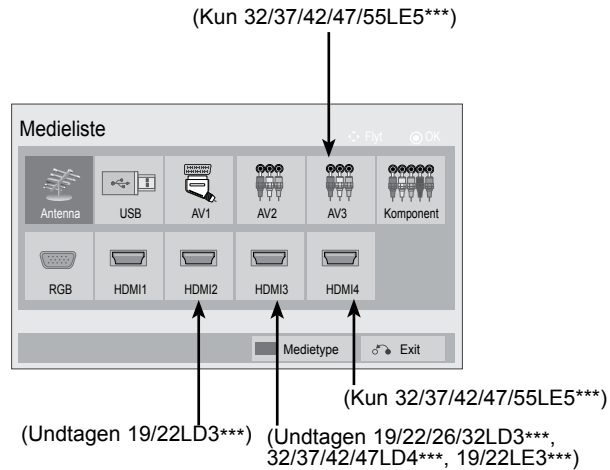 (Kun 32/37/42/47/55LE5***)
Medieliste
Flyt OK
Antenna USB AV1 AV2 AV3 Komponent
RGB HDMI1 HDMI2 HDMI3 HDMI4
Medietype Exit
(Kun 32/37/42/47/55LE5***)
(Undtagen 19/22LD3***)
(Undtagen 19/22/26/32LD3***,
32/37/42/47LD4***, 19/22LE3***)